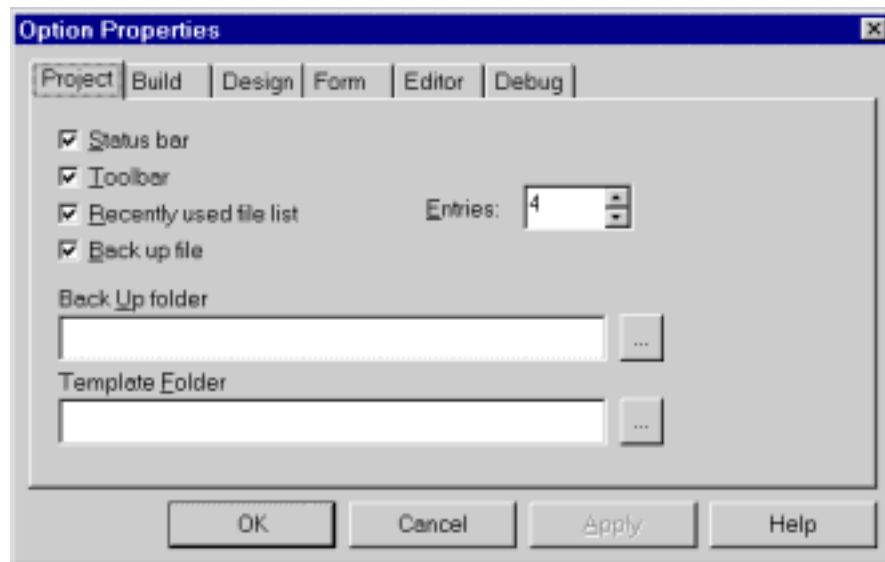 Option Properties
Project Build Design Form Editor Debug
Status bar
Toolbar
Recently used file list Entries: 4
Back up file
Back Up folder
...
Template Folder
...
OK Cancel Apply Help